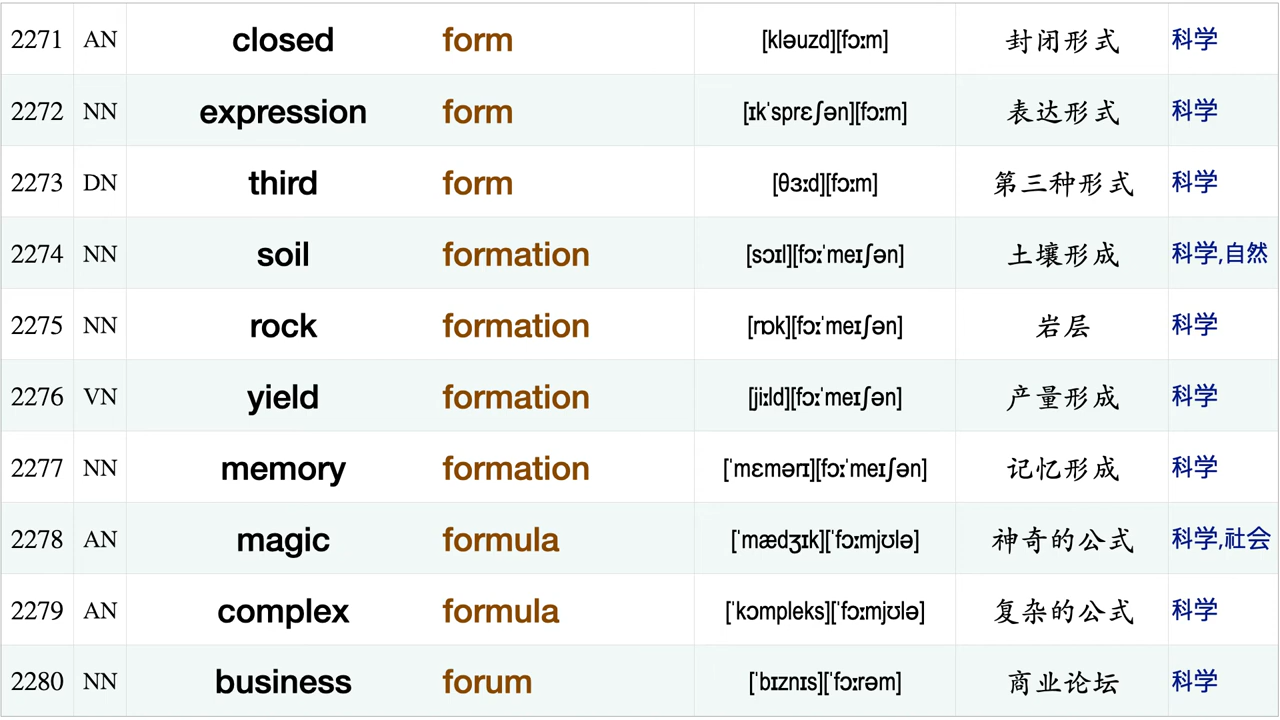 2271 AN closed form [kləuzd][fɔːm] 封闭形式 科学
2272 NN expression form [ɪkˈsprɛʃən][fɔːm] 表达形式 科学
2273 DN third form [θɜːd][fɔːm] 第三种形式 科学
2274 NN soil formation [sɔɪl][fɔːˈmeɪʃən] 土壤形成 科学,自然
2275 NN rock formation [rɒk][fɔːˈmeɪʃən] 岩层 科学
2276 VN yield formation [jiːld][fɔːˈmeɪʃən] 产量形成 科学
2277 NN memory formation [ˈmɛmərɪ][fɔːˈmeɪʃən] 记忆形成 科学
2278 AN magic formula [ˈmædʒɪk][ˈfɔːmjʊlə] 神奇的公式 科学,社会
2279 AN complex formula [ˈkɔmpleks][ˈfɔːmjʊlə] 复杂的公式 科学
2280 NN business forum [ˈbɪznɪs][ˈfɔːrəm] 商业论坛 科学